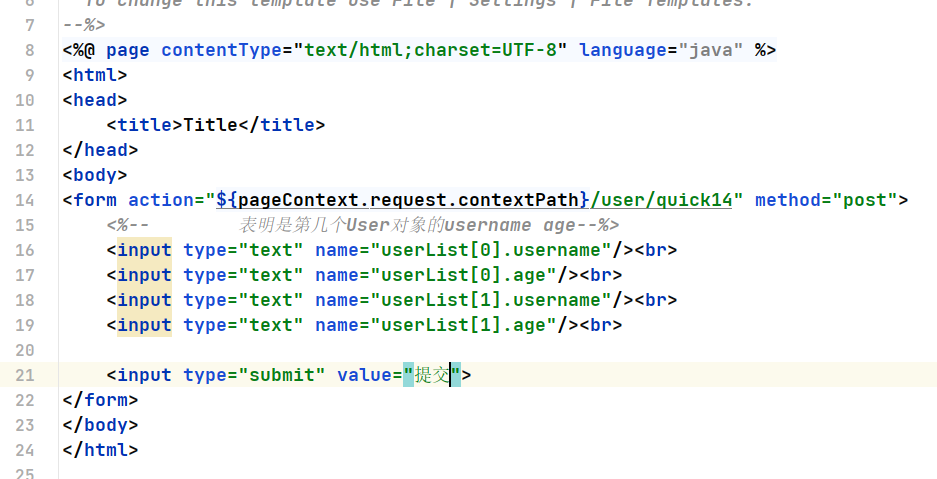 6 To change this template use File | Settings | File Templates.
7 --%>
8 <%@ page contentType="text/html;charset=UTF-8" language="java" %>
9 <html>
10 <head>
11     <title>Title</title>
12 </head>
13 <body>
14 <form action="${pageContext.request.contextPath}/user/quick14" method="post">
15     <%--        表明是第几个User对象的username age--%>
16     <input type="text" name="userList[0].username"/><br>
17     <input type="text" name="userList[0].age"/><br>
18     <input type="text" name="userList[1].username"/><br>
19     <input type="text" name="userList[1].age"/><br>
20
21     <input type="submit" value="提交">
22 </form>
23 </body>
24 </html>
25